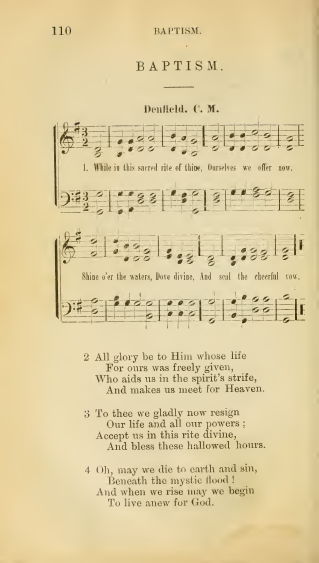 110 BAPTISM.
BAPTISM.
Denfield. C. M.
1. While in this sacred rite of thine, Ourselves we offer now,
Shine o'er the waters, Dove divine, And seal the cheerful vow.
2 All glory be to Him whose life
For ours was freely given,
Who aids us in the spirit's strife,
And makes us meet for Heaven.
3 To thee we gladly now resign
Our life and all our powers ;
Accept us in this rite divine,
And bless these hallowed hours.
4 Oh, may we die to earth and sin,
Beneath the mystic flood !
And when we rise may we begin
To live anew for God.